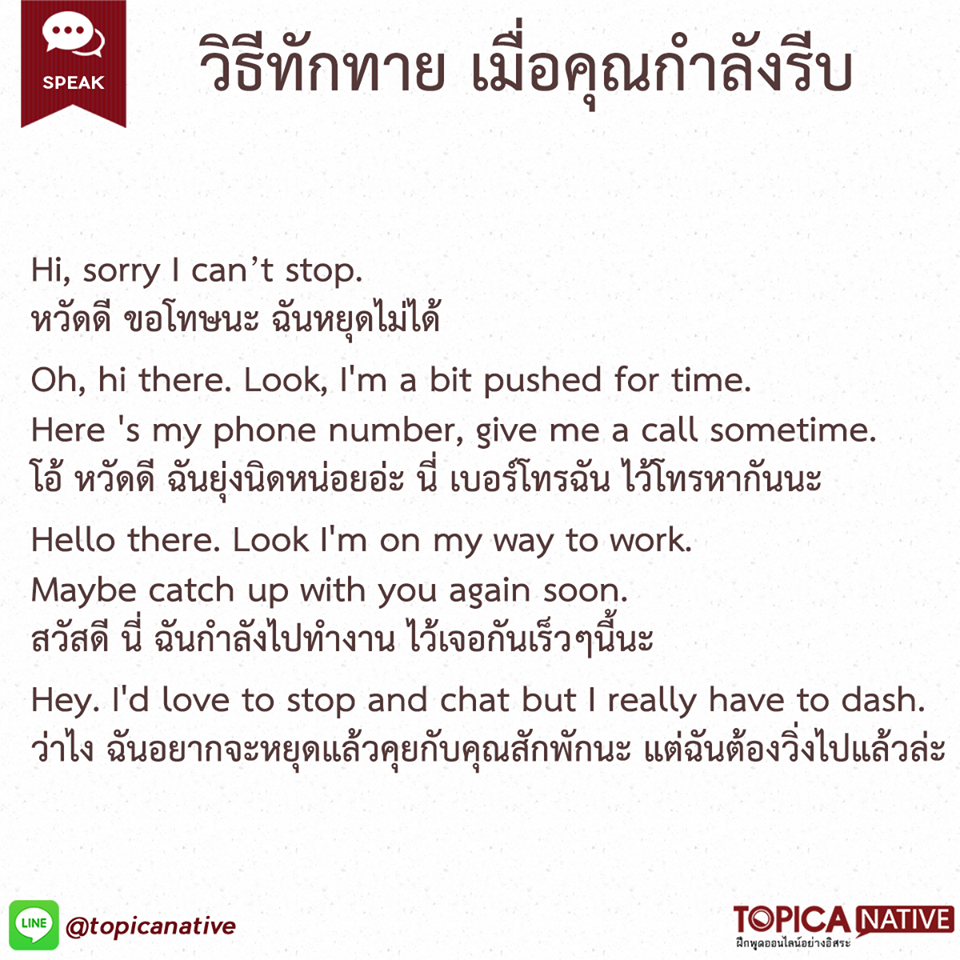 SPEAK
วิธีทักทาย เมื่อคุณกำลังรีบ
Hi, sorry I can’t stop.
หวัดดี ขอโทษนะ ฉันหยุดไม่ได้
Oh, hi there. Look, I'm a bit pushed for time.
Here 's my phone number, give me a call sometime.
โอ้ หวัดดี ฉันยุ่งนิดหน่อยอ่ะ นี่ เบอร์โทรฉัน ไว้โทรหากันนะ
Hello there. Look I'm on my way to work.
Maybe catch up with you again soon.
สวัสดี นี่ ฉันกำลังไปทำงาน ไว้เจอกันเร็วๆนี้นะ
Hey. I'd love to stop and chat but I really have to dash.
ว่าไง ฉันอยากจะหยุดแล้วคุยกับคุณสักพักนะ แต่ฉันต้องวิ่งไปแล้วล่ะ
LINE @topicanative
TOPICA NATIVE
ฝึกพูดออนไลน์อย่างอิสระ